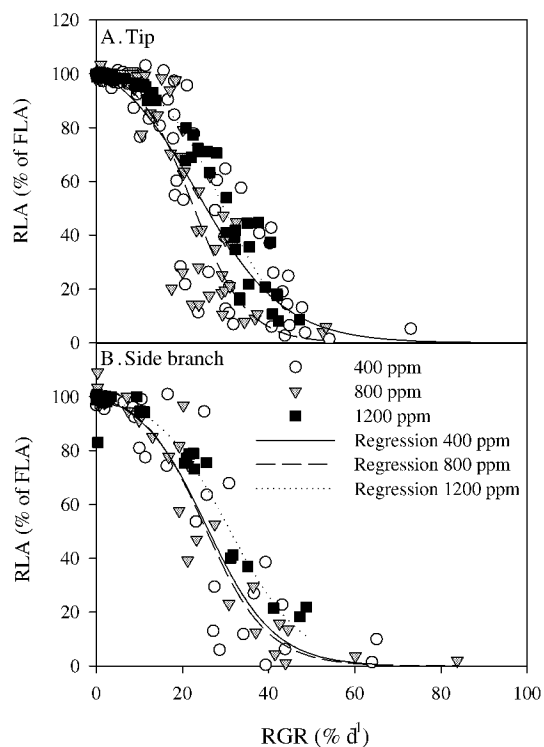 A. Tip
120
100
80
60
40
20
0
RLA (% of FLA)
B. Side branch
400 ppm
800 ppm
1200 ppm
Regression 400 ppm
Regression 800 ppm
Regression 1200 ppm
100
80
60
40
20
0
RLA (% of FLA)
0 20 40 60 80 100
RGR (% d⁻¹)